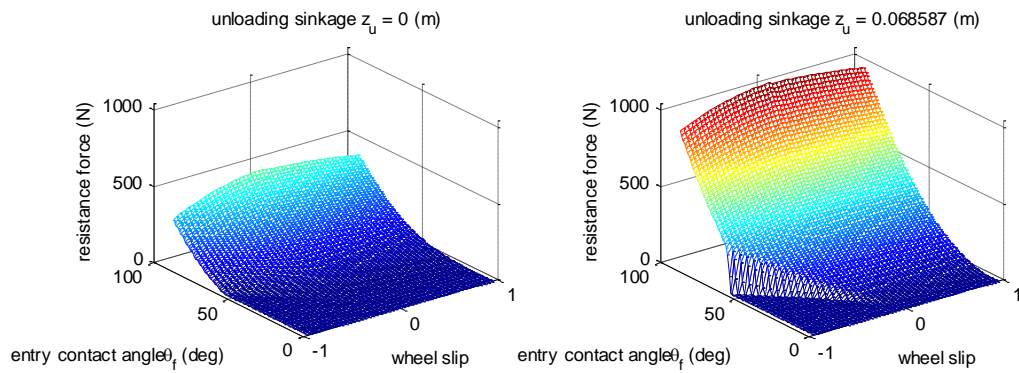 unloading sinkage z_u = 0 (m)
resistance force (N)
1000
500
0
100
50
0
-1
0
1
entry contact angleθ_f (deg)
wheel slip
unloading sinkage z_u = 0.068587 (m)
resistance force (N)
1000
500
0
100
50
0
-1
0
1
entry contact angleθ_f (deg)
wheel slip